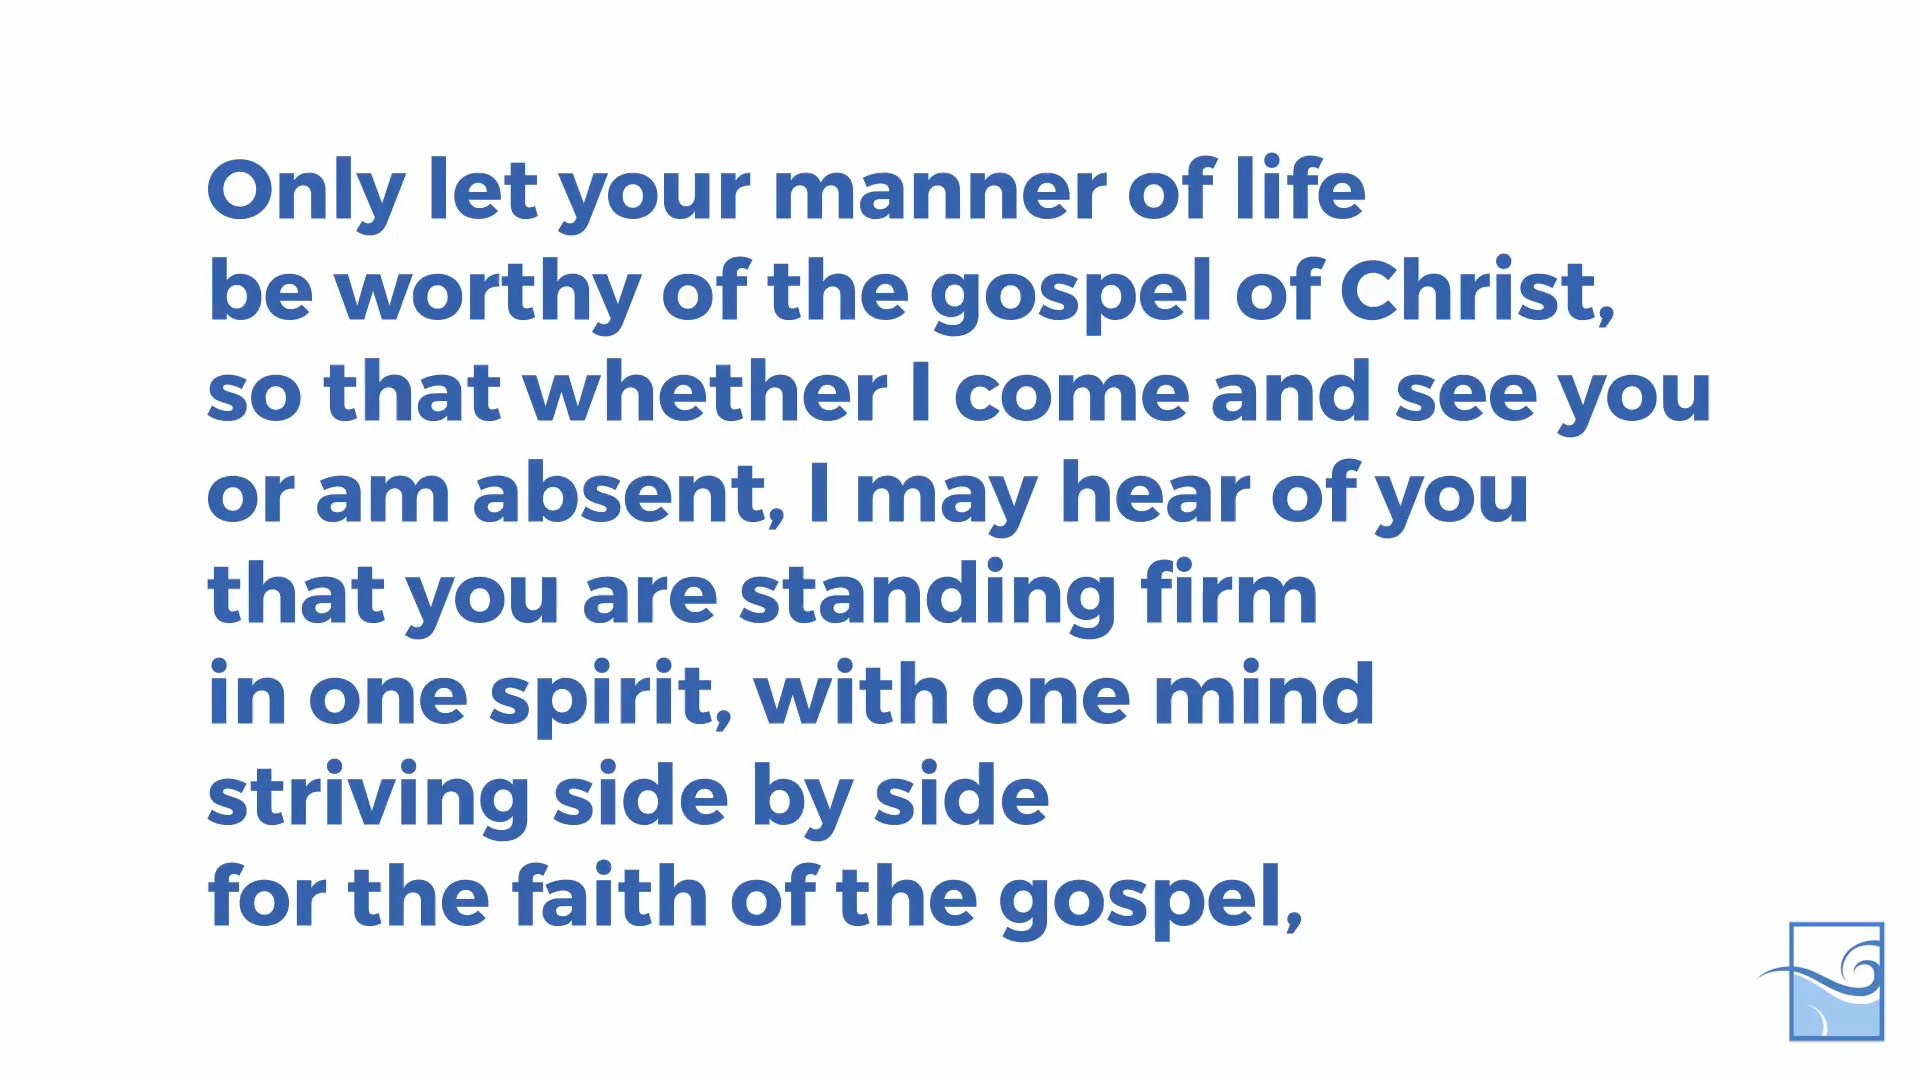 Only let your manner of life
be worthy of the gospel of Christ,
so that whether I come and see you
or am absent, I may hear of you
that you are standing firm
in one spirit, with one mind
striving side by side
for the faith of the gospel,